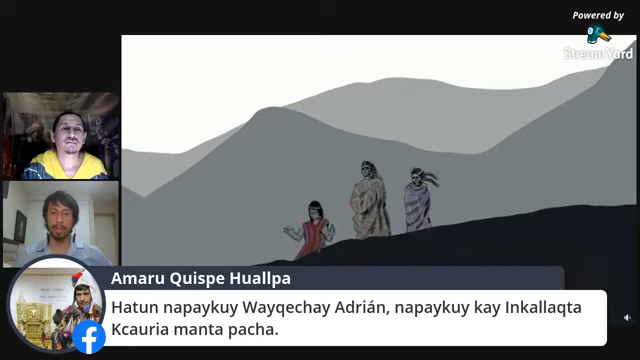 Powered by
StreamYard
Amaru Quispe Huallpa
Hatun napaykuy Wayqechay Adrián, napaykuy kay Inkallaqta
Kcauria manta pacha.